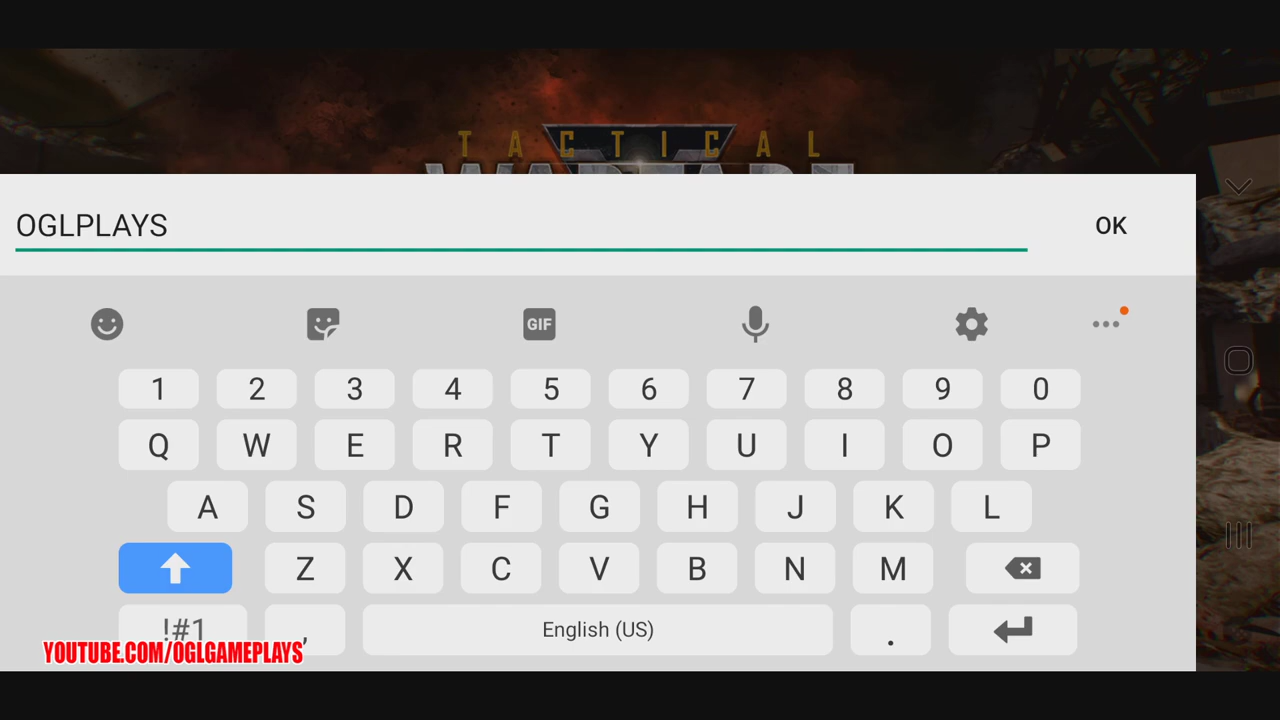 TACTICAL
WARFARE
OGLPLAYS
OK
GIF
1 2 3 4 5 6 7 8 9 0
Q W E R T Y U I O P
A S D F G H J K L
Z X C V B N M
!#1 , English (US) .
YOUTUBE.COM/OGLGAMEPLAYS